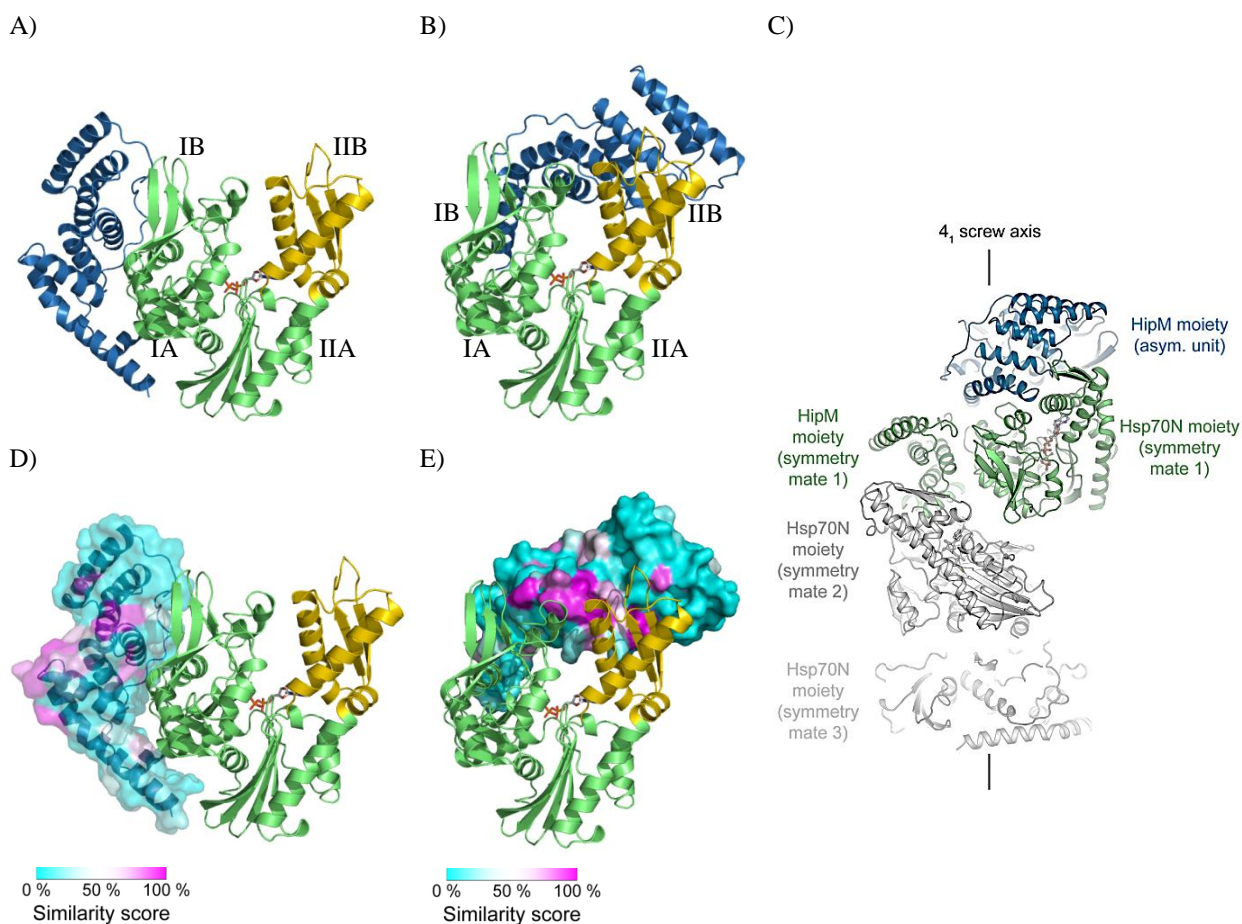 A)
B)
C)
IB
IIB
IA
IIA
IB
IIB
IA
IIA
4₁ screw axis
HipM moiety
(asym. unit)
HipM
moiety
(symmetry
mate 1)
Hsp70N moiety
(symmetry
mate 1)
Hsp70N
moiety
(symmetry
mate 2)
Hsp70N
moiety
(symmetry
mate 3)
D)
E)
0 % 50 % 100 %
Similarity score
0 % 50 % 100 %
Similarity score